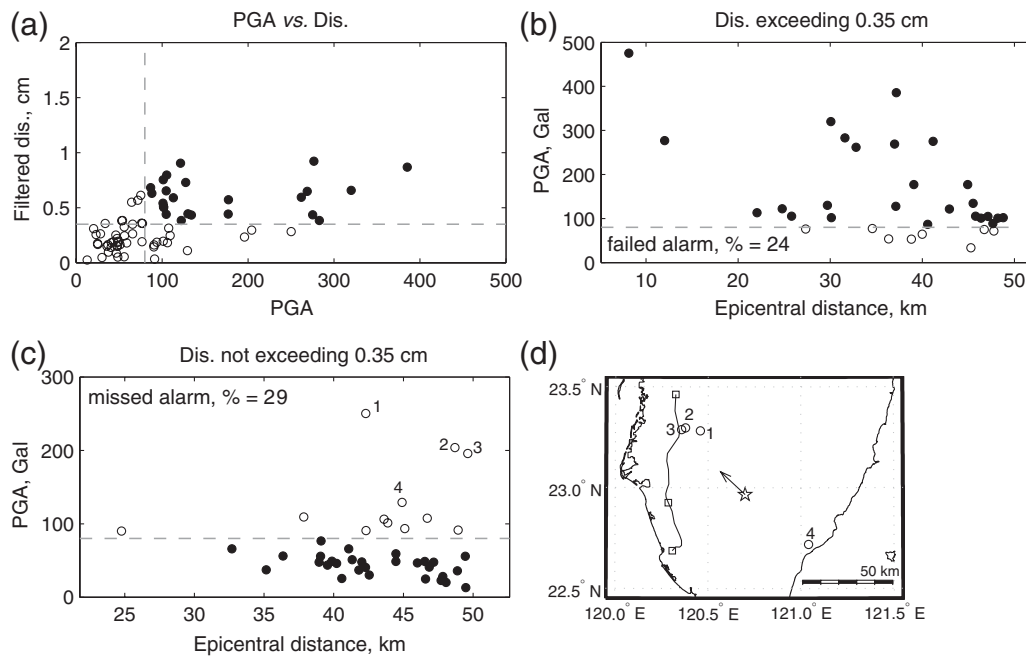 (a)
PGA vs. Dis.
2
1.5
1
0.5
0
Filtered dis., cm
0 100 200 300 400 500
PGA
(b)
Dis. exceeding 0.35 cm
500
400
300
200
100
0
PGA, Gal
failed alarm, % = 24
10 20 30 40 50
Epicentral distance, km
(c)
Dis. not exceeding 0.35 cm
300
200
100
0
PGA, Gal
missed alarm, % = 29
1
2 3
4
25 30 35 40 45 50
Epicentral distance, km
(d)
23.5° N
23.0° N
22.5° N
2
3 1
4
50 km
120.0° E 120.5° E 121.0° E 121.5° E